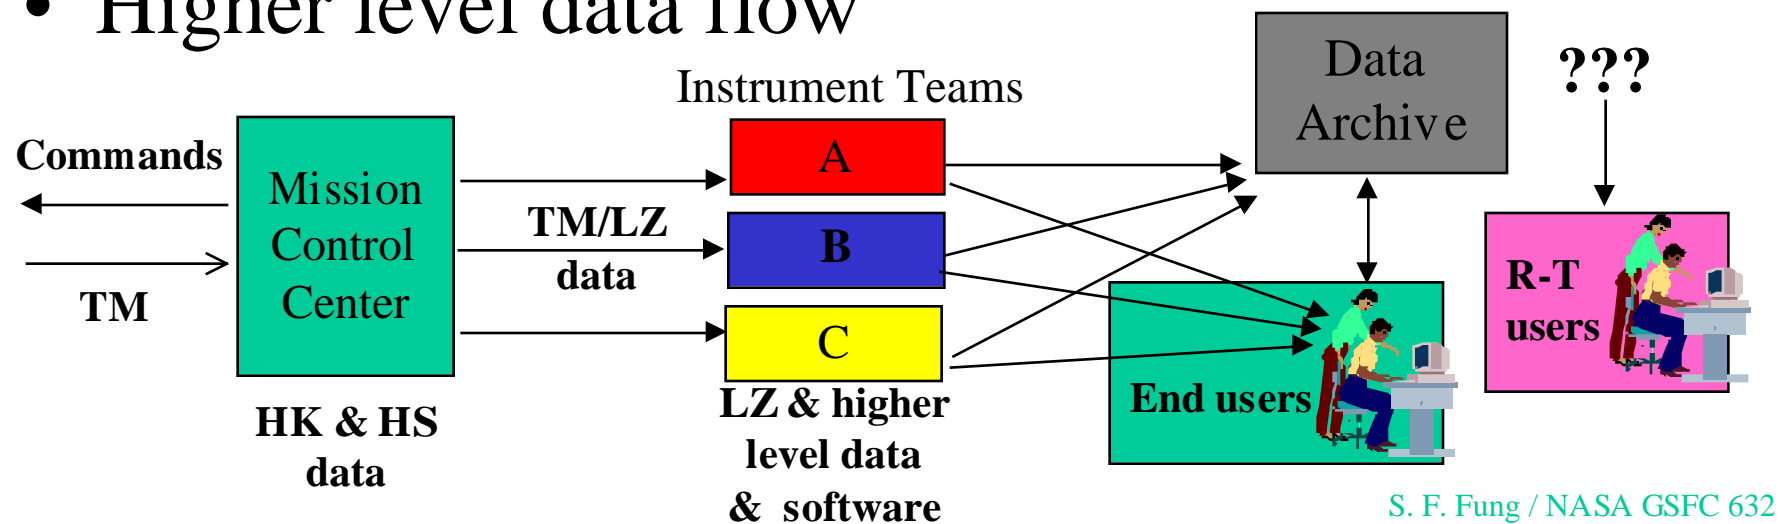 • Higher level data flow
Instrument Teams
Data
Archive
???
Commands
TM
Mission
Control
Center
HK & HS
data
TM/LZ
data
A
B
C
LZ & higher
level data
& software
End users
R-T
users
S. F. Fung / NASA GSFC 632